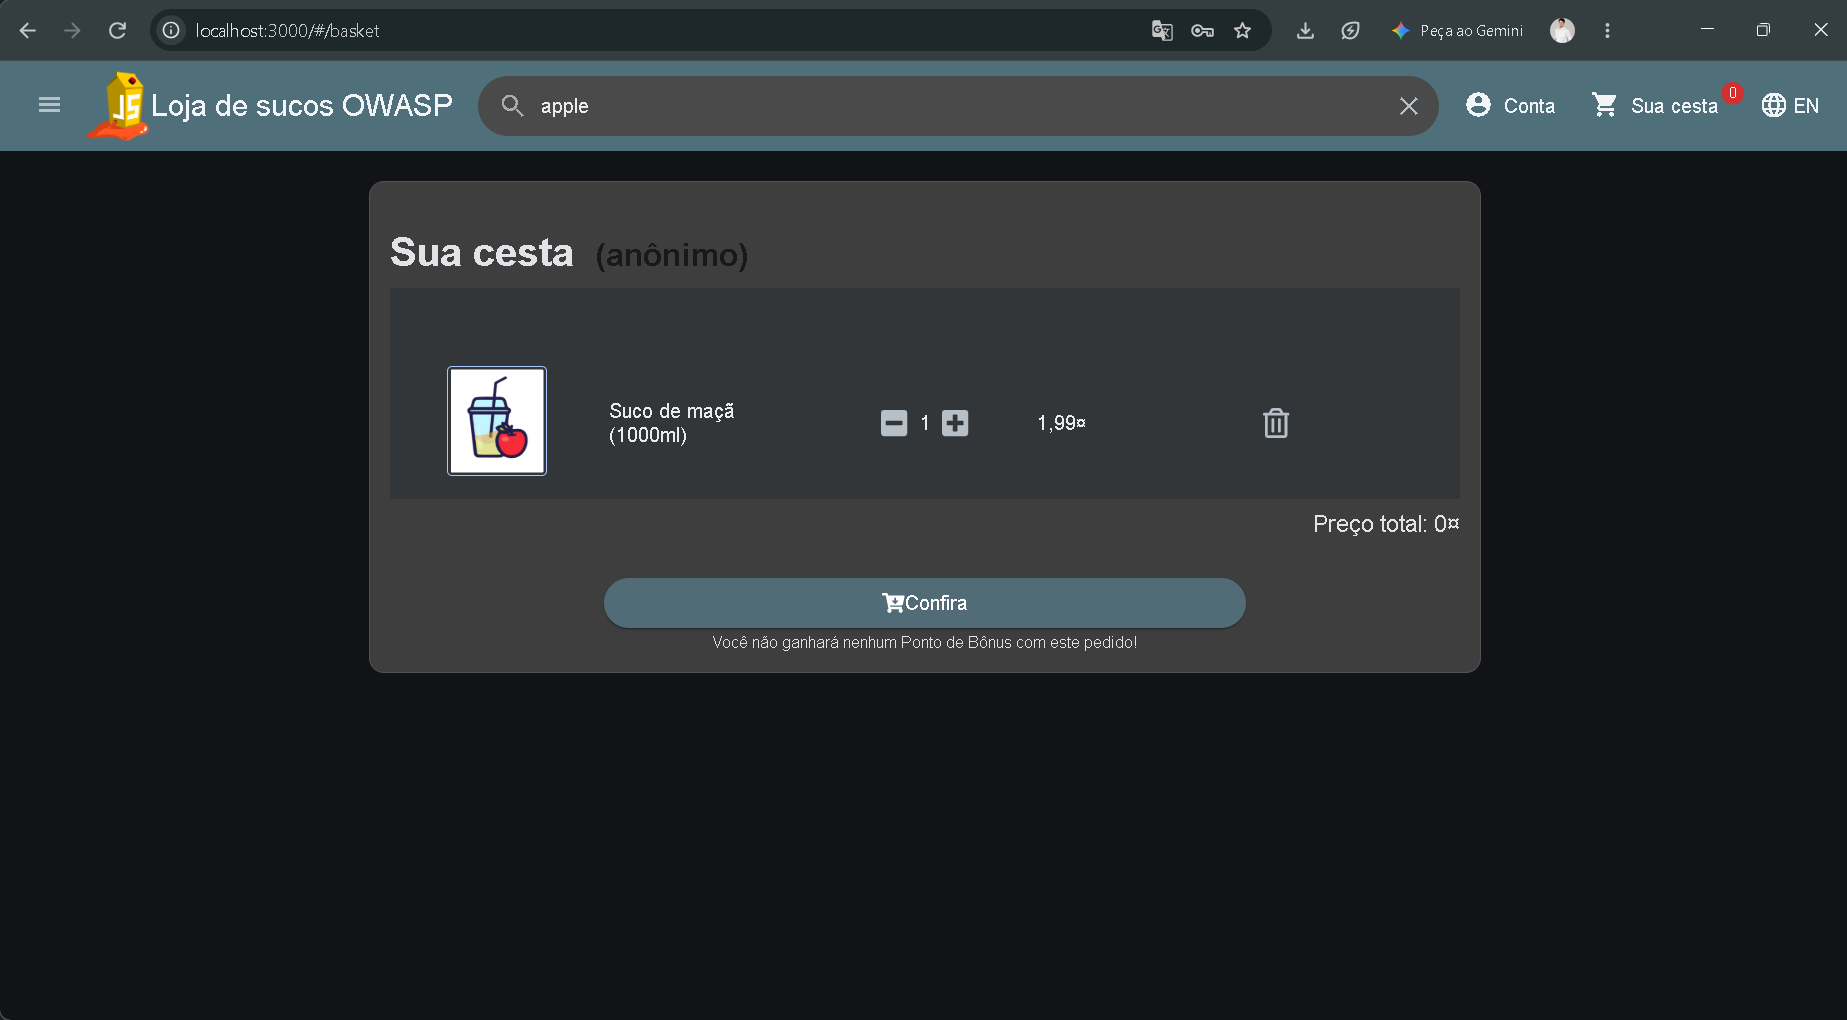 localhost:3000/#/basket
Peça ao Gemini
JS
Loja de sucos OWASP
apple
Conta
Sua cesta
0
EN
Sua cesta (anônimo)
Suco de maçã
(1000ml)
1
1,99¤
Preço total: 0¤
Confira
Você não ganhará nenhum Ponto de Bônus com este pedido!